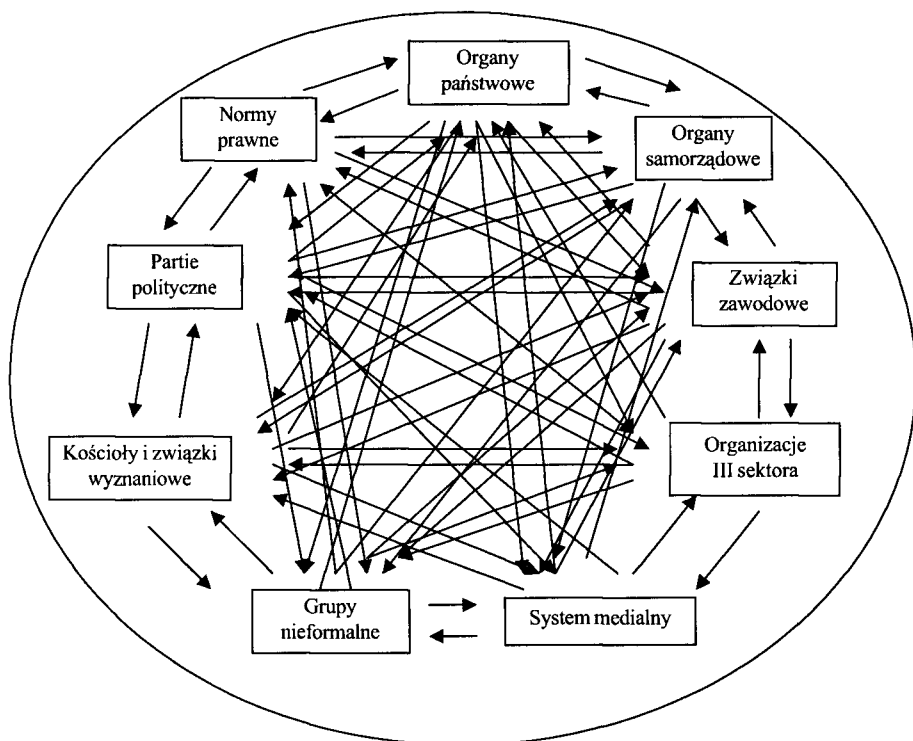 Organy
państwowe
Normy
prawne
Organy
samorządowe
Partie
polityczne
Związki
zawodowe
Kościoły i związki
wyznaniowe
Organizacje
III sektora
Grupy
nieformalne
System medialny